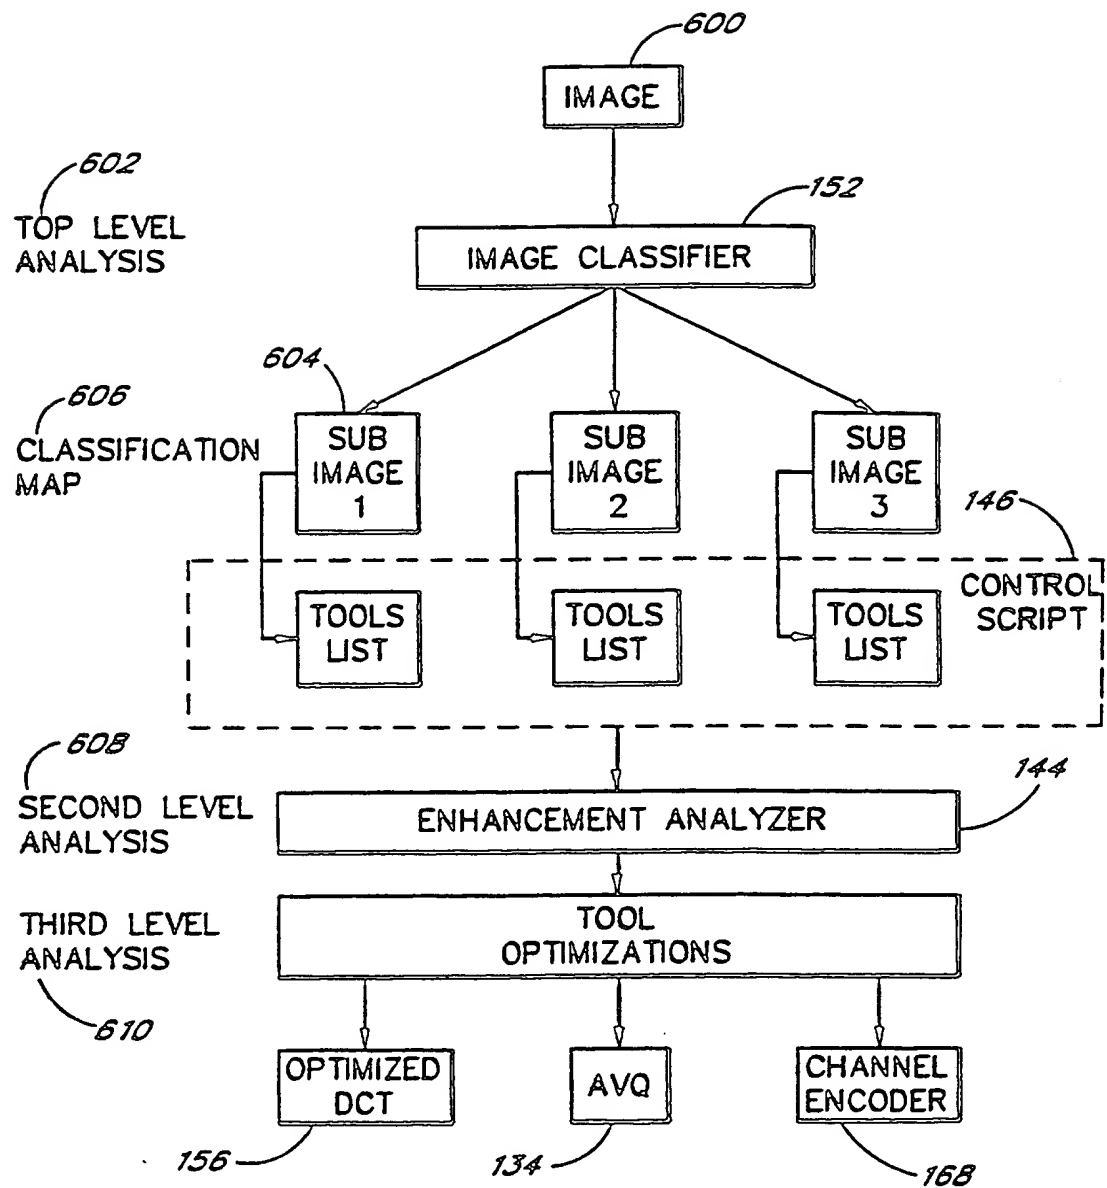 600
IMAGE
602
TOP LEVEL
ANALYSIS
152
IMAGE CLASSIFIER
604
606
CLASSIFICATION
MAP
SUB
IMAGE
1
SUB
IMAGE
2
SUB
IMAGE
3
146
CONTROL
SCRIPT
TOOLS
LIST
TOOLS
LIST
TOOLS
LIST
608
SECOND LEVEL
ANALYSIS
144
ENHANCEMENT ANALYZER
THIRD LEVEL
ANALYSIS
610
TOOL
OPTIMIZATIONS
OPTIMIZED
DCT
AVQ
CHANNEL
ENCODER
156
134
168